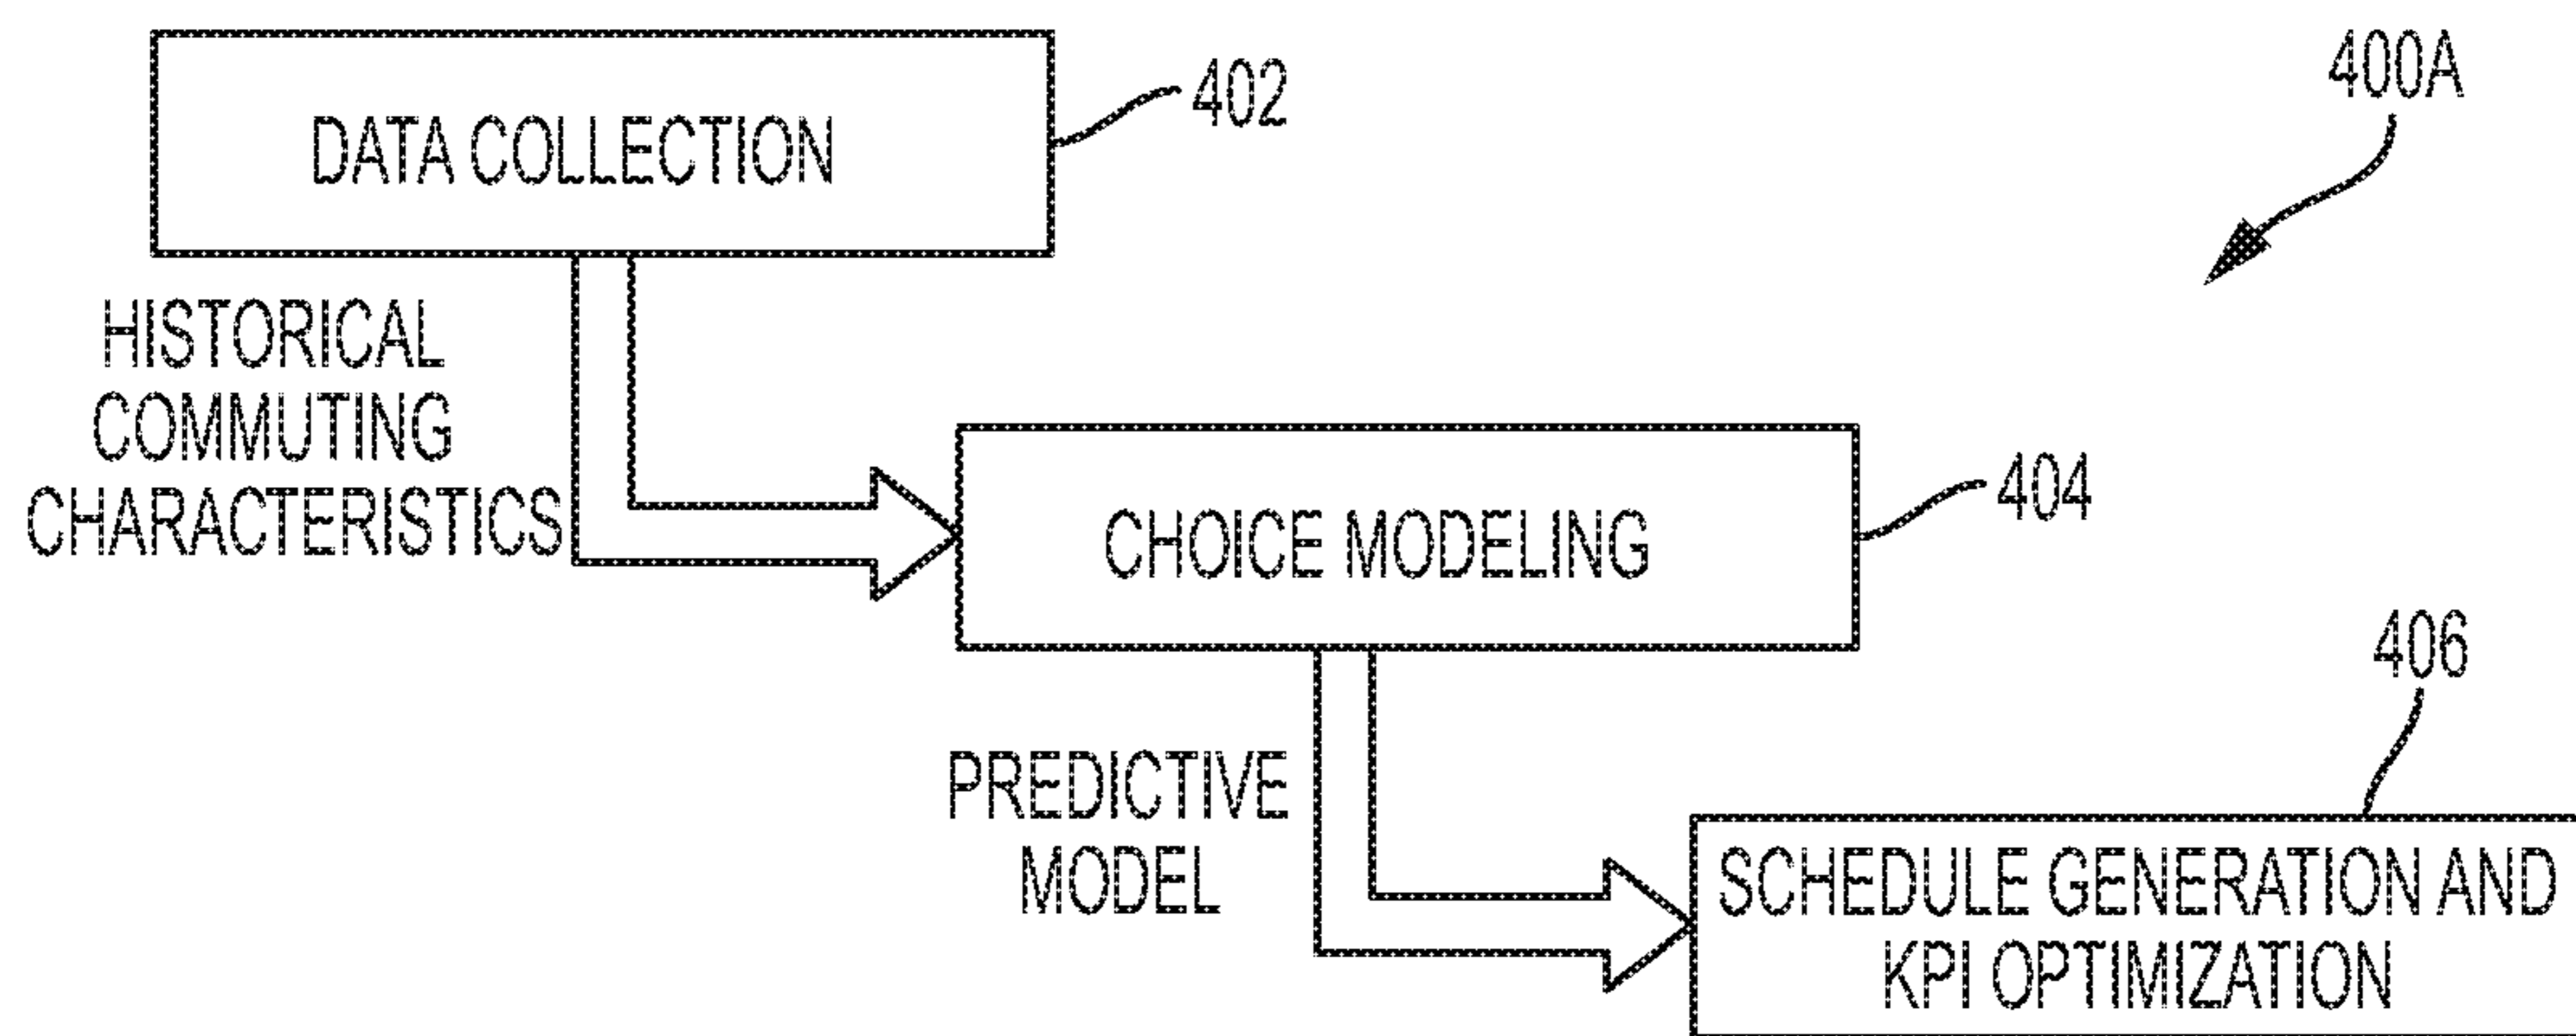 400A
DATA COLLECTION
402
HISTORICAL
COMMUTING
CHARACTERISTICS
CHOICE MODELING
404
PREDICTIVE
MODEL
406
SCHEDULE GENERATION AND
KPI OPTIMIZATION